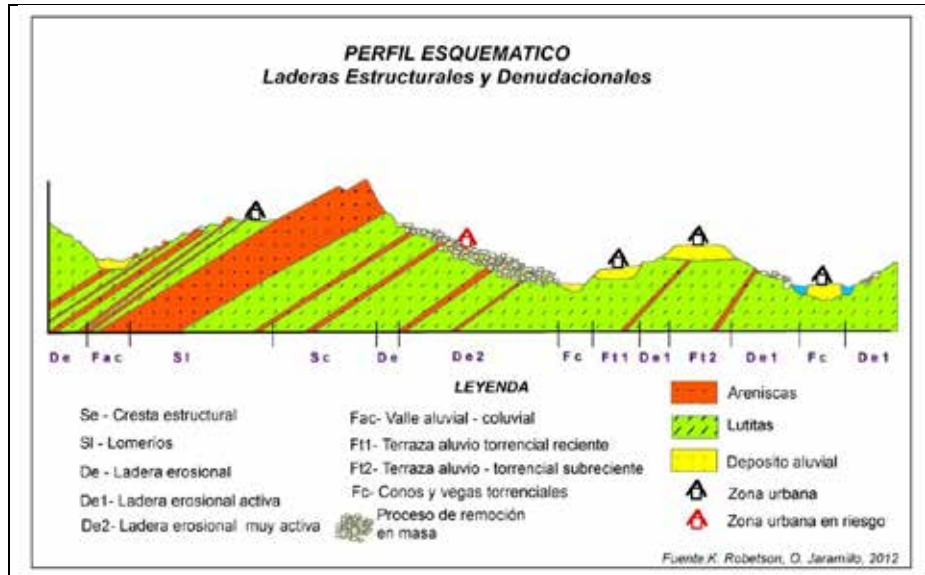 PERFIL ESQUEMATICO
Laderas Estructurales y Denudacionales
De Fac Sl Sc De De2 Fc Ft1 De1 Ft2 De1 Fc De1
LEYENDA
Se - Cresta estructural
Sl - Lomerios
De - Ladera erosional
De1- Ladera erosional activa
De2- Ladera erosional muy activa
Fac- Valle aluvial - coluvial
Ft1- Terraza aluvio torrencial reciente
Ft2- Terraza aluvio - torrencial subreciente
Fc- Conos y vegas torrenciales
Proceso de remoción
en masa
Areniscas
Lutitas
Deposito aluvial
Zona urbana
Zona urbana en riesgo
Fuente K. Robetson, O. Jaramillo, 2012